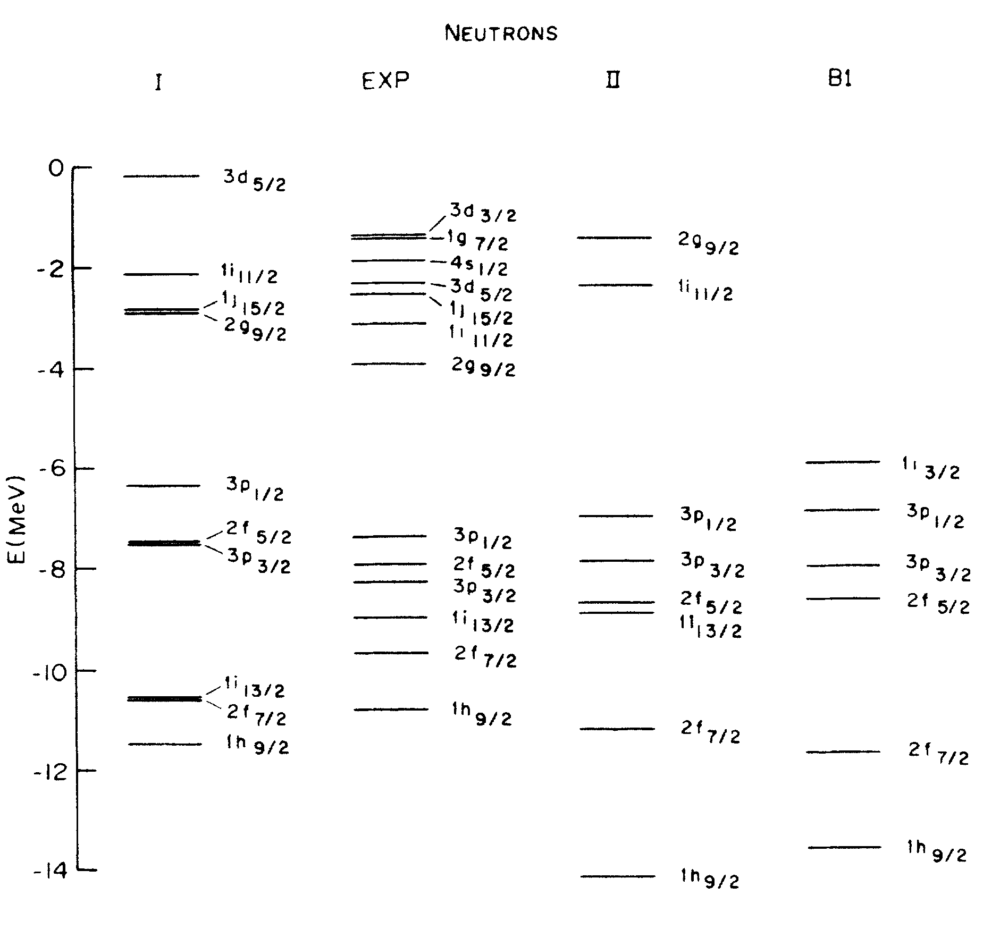 NEUTRONS
I EXP II B1
0
-2
-4
-6
-8
-10
-12
-14
E(MeV)
3d 5/2
1i 11/2
1j 15/2
2g 9/2
3p 1/2
2f 5/2
3p 3/2
1i 13/2
2f 7/2
1h 9/2
3d 3/2
1g 7/2
4s 1/2
3d 5/2
1j 15/2
1i 11/2
2g 9/2
3p 1/2
2f 5/2
3p 3/2
1i 13/2
2f 7/2
1h 9/2
2g 9/2
1i 11/2
3p 1/2
3p 3/2
2f 5/2
1i 13/2
2f 7/2
1h 9/2
1i 3/2
3p 1/2
3p 3/2
2f 5/2
2f 7/2
1h 9/2